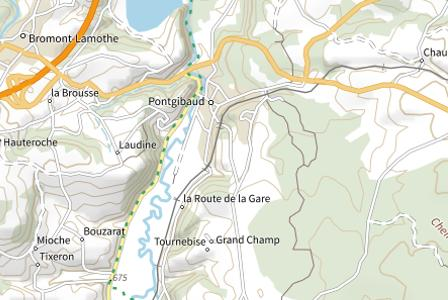 Bromont-Lamothe
Chau
la Brousse
Pontgibaud
Hauteroche
Laudine
la Route de la Gare
Mioche
Bouzarat
Tournebise
Grand Champ
Tixeron
675
Chem